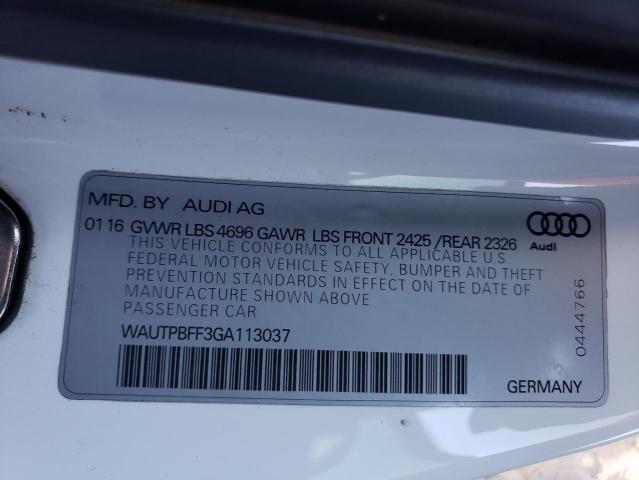 MFD. BY AUDI AG
01 16 GVWR LBS 4696 GAWR LBS FRONT 2425 /REAR 2326
THIS VEHICLE CONFORMS TO ALL APPLICABLE U.S.
FEDERAL MOTOR VEHICLE SAFETY, BUMPER AND THEFT
PREVENTION STANDARDS IN EFFECT ON THE DATE OF
MANUFACTURE SHOWN ABOVE
PASSENGER CAR
WAUTPBFF3GA113037
Audi
0444766
GERMANY